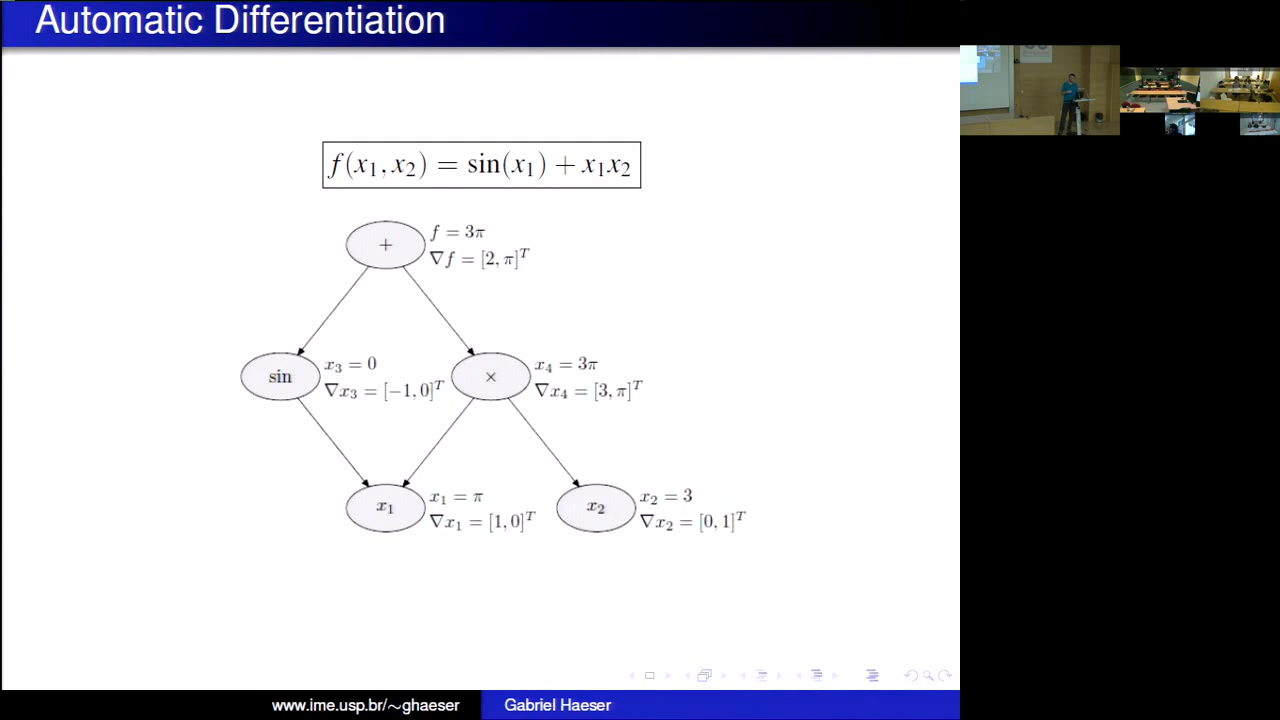 Automatic Differentiation
f(x₁, x₂) = sin(x₁) + x₁x₂
+
f = 3π
∇f = [2, π]ᵀ
sin
x₃ = 0
∇x₃ = [−1, 0]ᵀ
×
x₄ = 3π
∇x₄ = [3, π]ᵀ
x₁
x₁ = π
∇x₁ = [1, 0]ᵀ
x₂
x₂ = 3
∇x₂ = [0, 1]ᵀ
www.ime.usp.br/∼ghaeser Gabriel Haeser